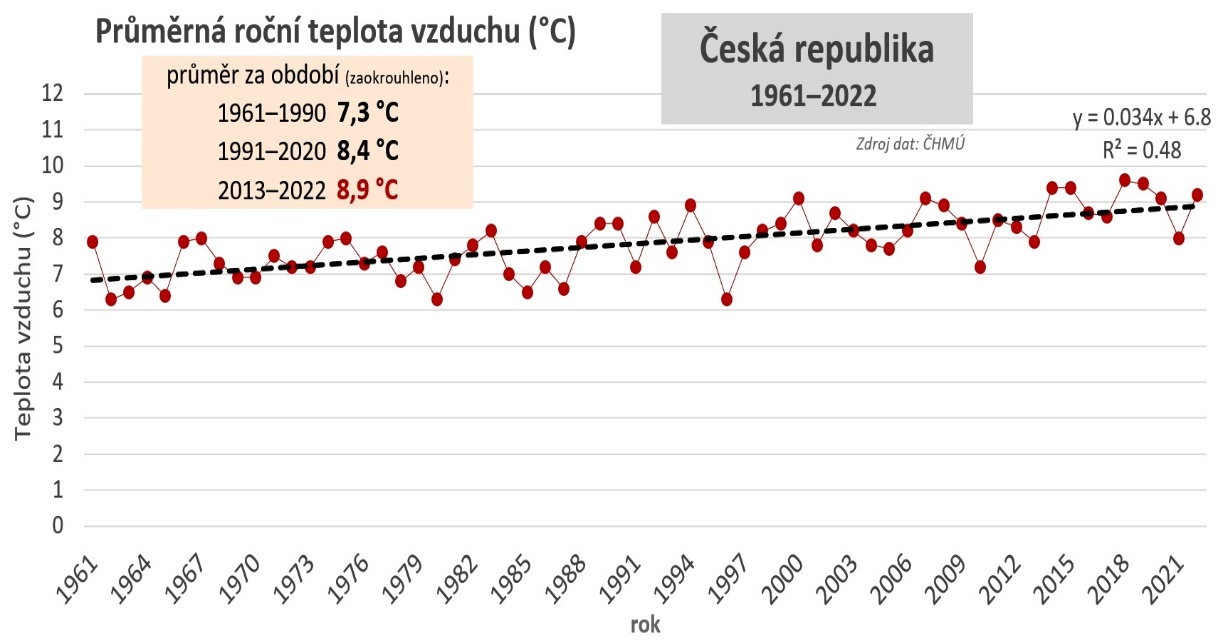 Průměrná roční teplota vzduchu (°C)
průměr za období (zaokrouhleno):
1961–1990 7,3 °C
1991–2020 8,4 °C
2013–2022 8,9 °C
Česká republika
1961–2022
Zdroj dat: ČHMÚ
y = 0.034x + 6.8
R² = 0.48
Teplota vzduchu (°C)
12
11
10
9
8
7
6
5
4
3
2
1
0
1961 1964 1967 1970 1973 1976 1979 1982 1985 1988 1991 1994 1997 2000 2003 2006 2009 2012 2015 2018 2021
rok